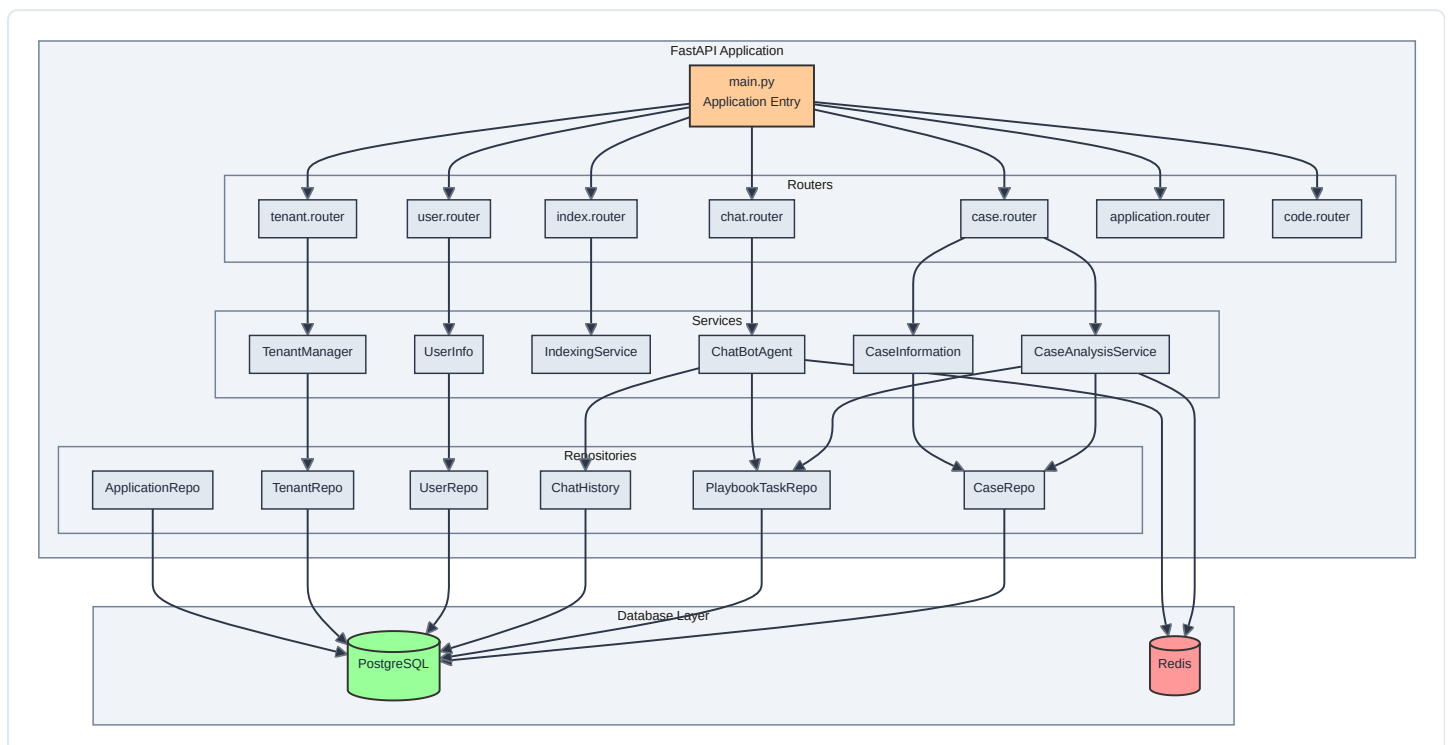 FastAPI Application
main.py
Application Entry
Routers
tenant.router
user.router
index.router
chat.router
case.router
application.router
code.router
Services
TenantManager
UserInfo
IndexingService
ChatBotAgent
CaseInformation
CaseAnalysisService
Repositories
ApplicationRepo
TenantRepo
UserRepo
ChatHistory
PlaybookTaskRepo
CaseRepo
Database Layer
PostgreSQL
Redis